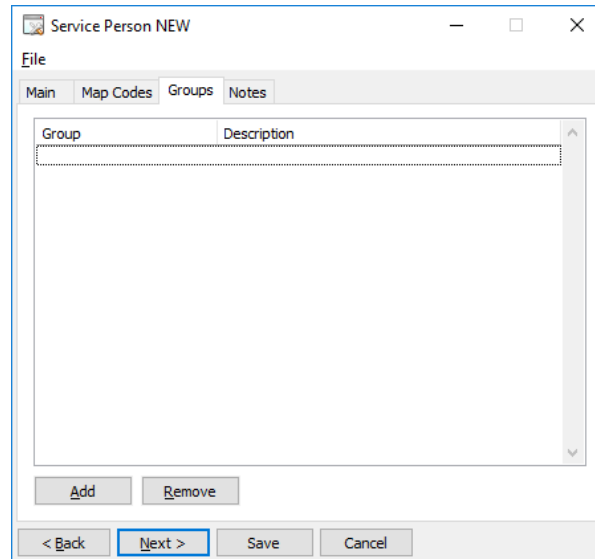 Service Person NEW
File
Main Map Codes Groups Notes
Group Description
Add Remove
< Back Next > Save Cancel